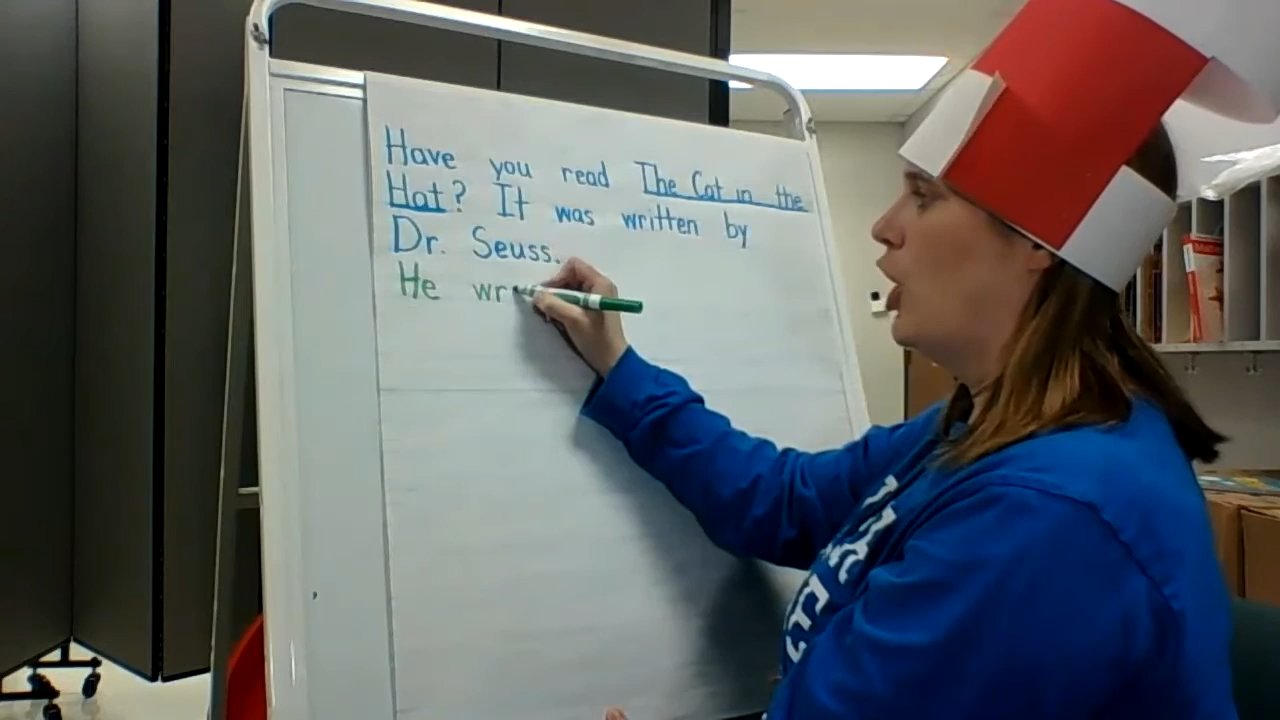 Have you read The Cat in the
Hat? It was written by
Dr. Seuss.
He wr